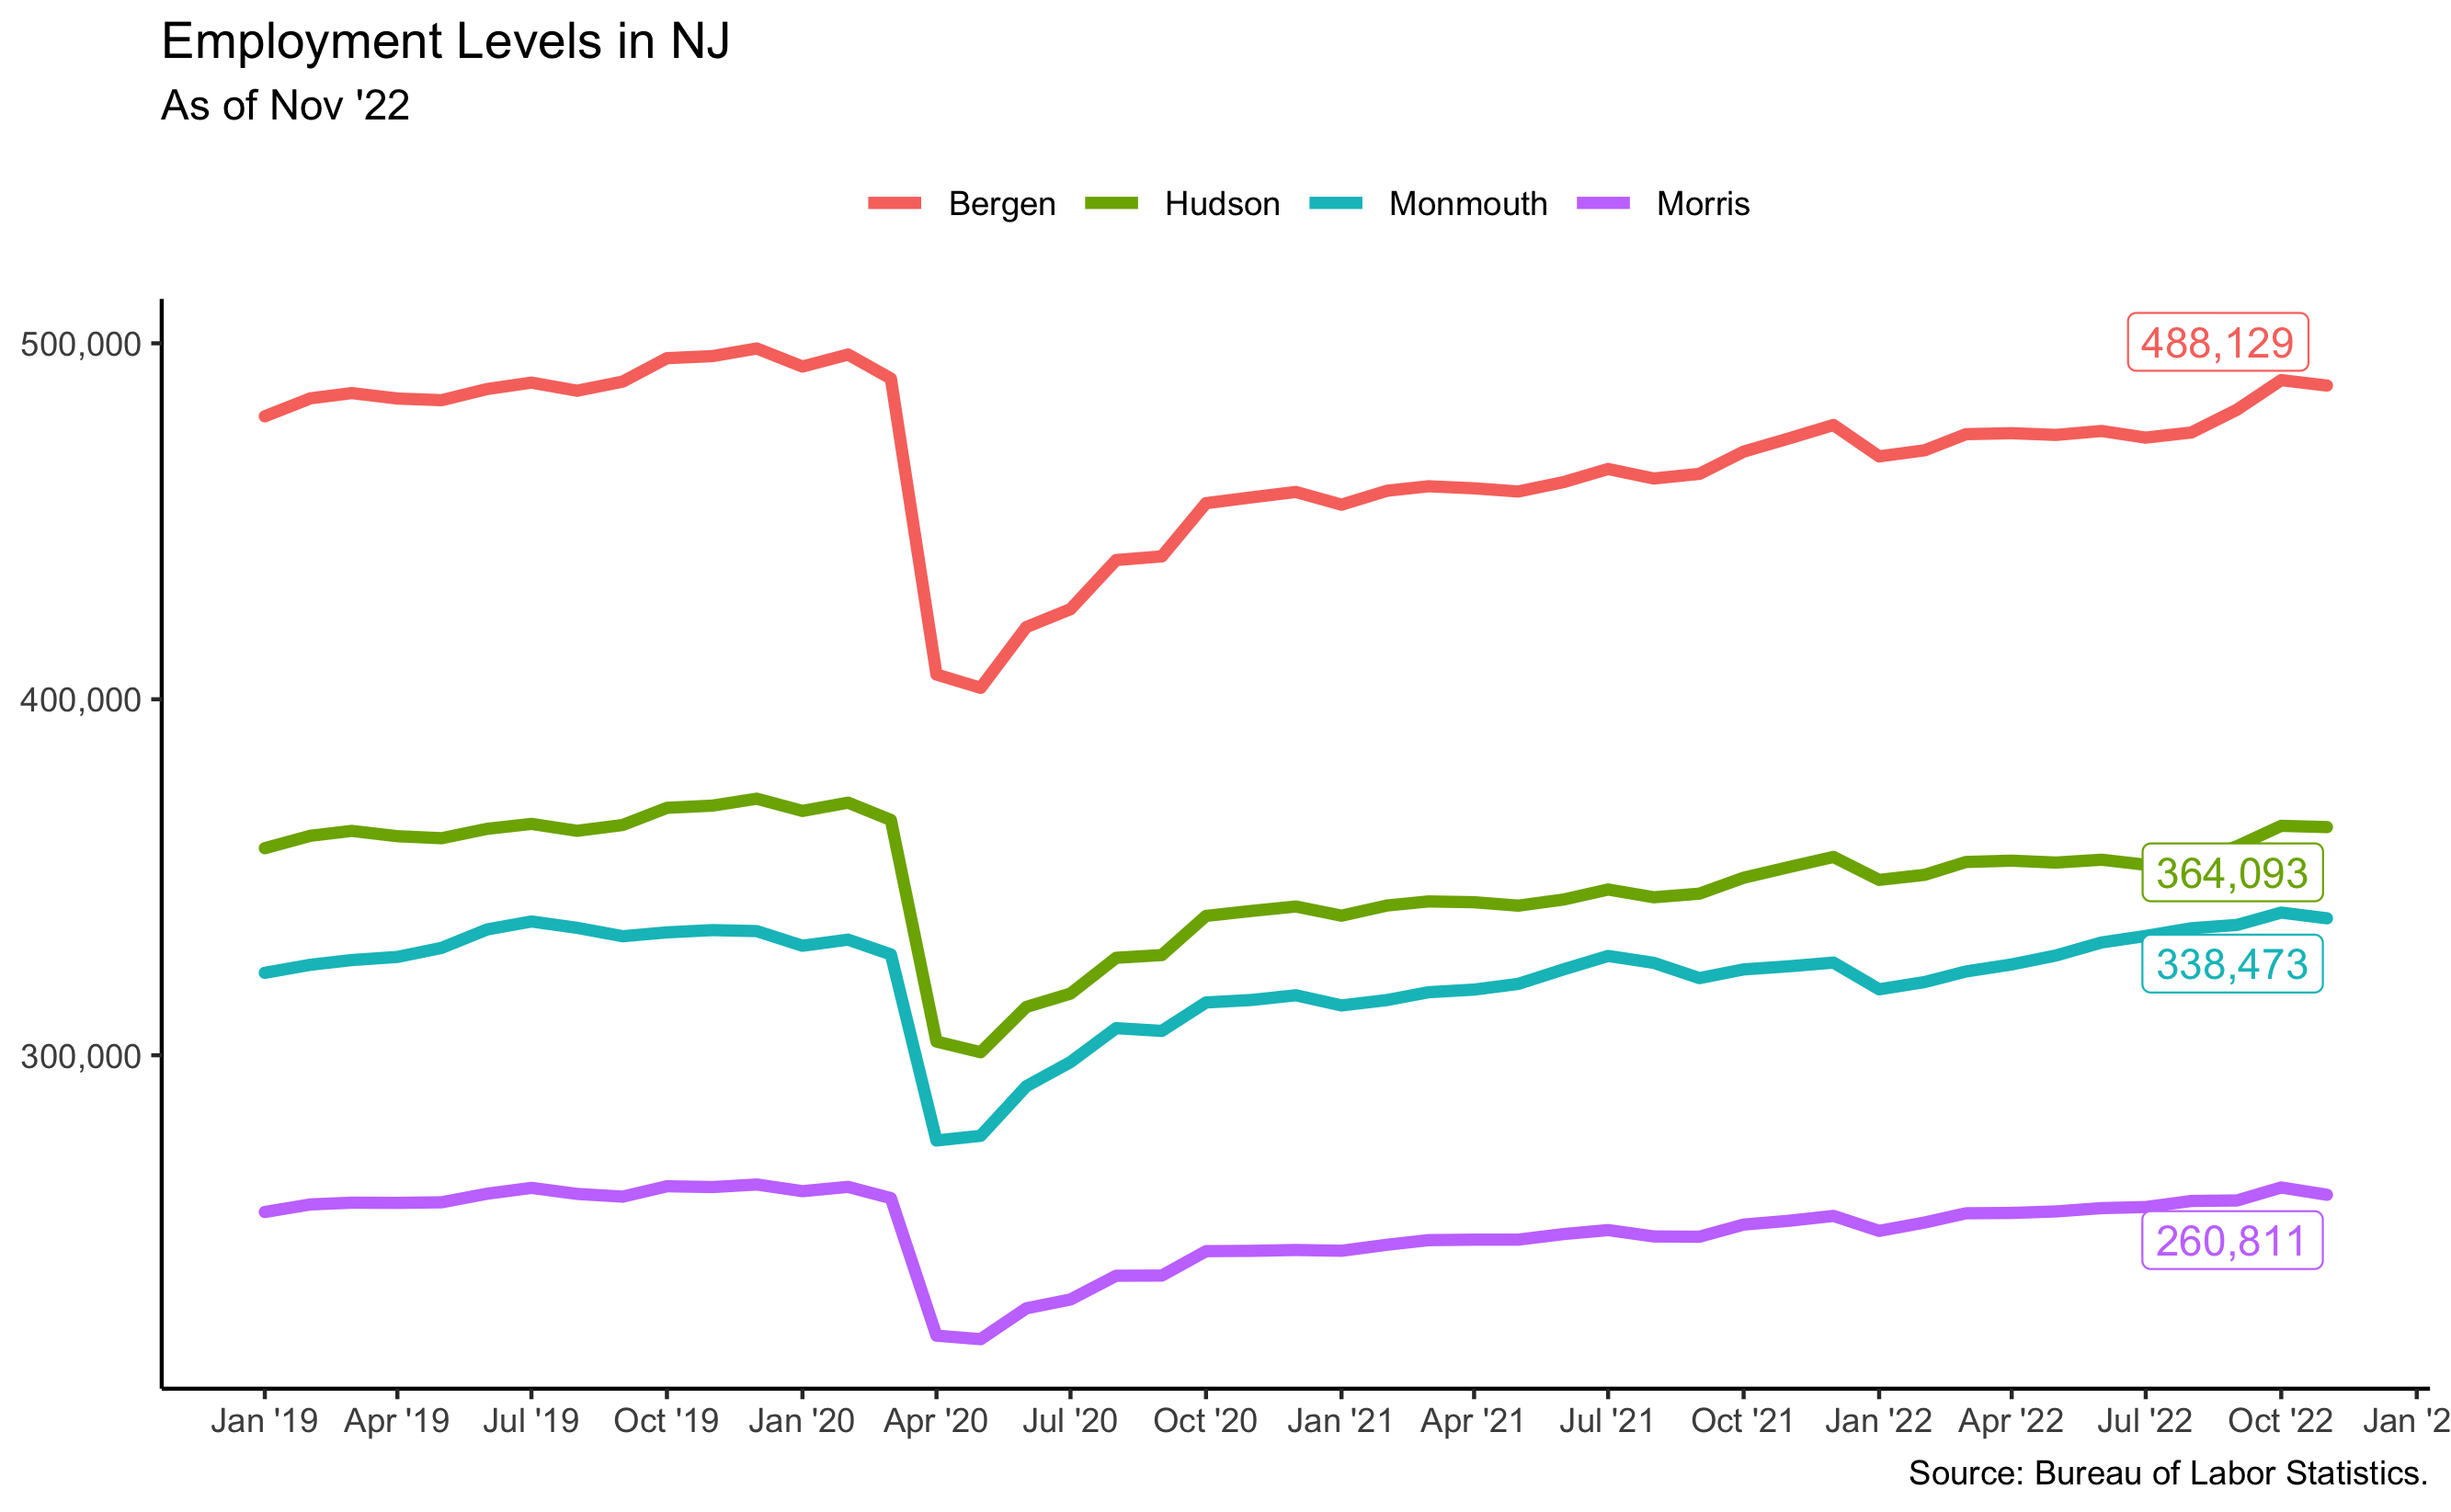 Employment Levels in NJ
As of Nov '22
Bergen Hudson Monmouth Morris
500,000
400,000
300,000
488,129
364,093
338,473
260,811
Jan '19 Apr '19 Jul '19 Oct '19 Jan '20 Apr '20 Jul '20 Oct '20 Jan '21 Apr '21 Jul '21 Oct '21 Jan '22 Apr '22 Jul '22 Oct '22 Jan '2
Source: Bureau of Labor Statistics.